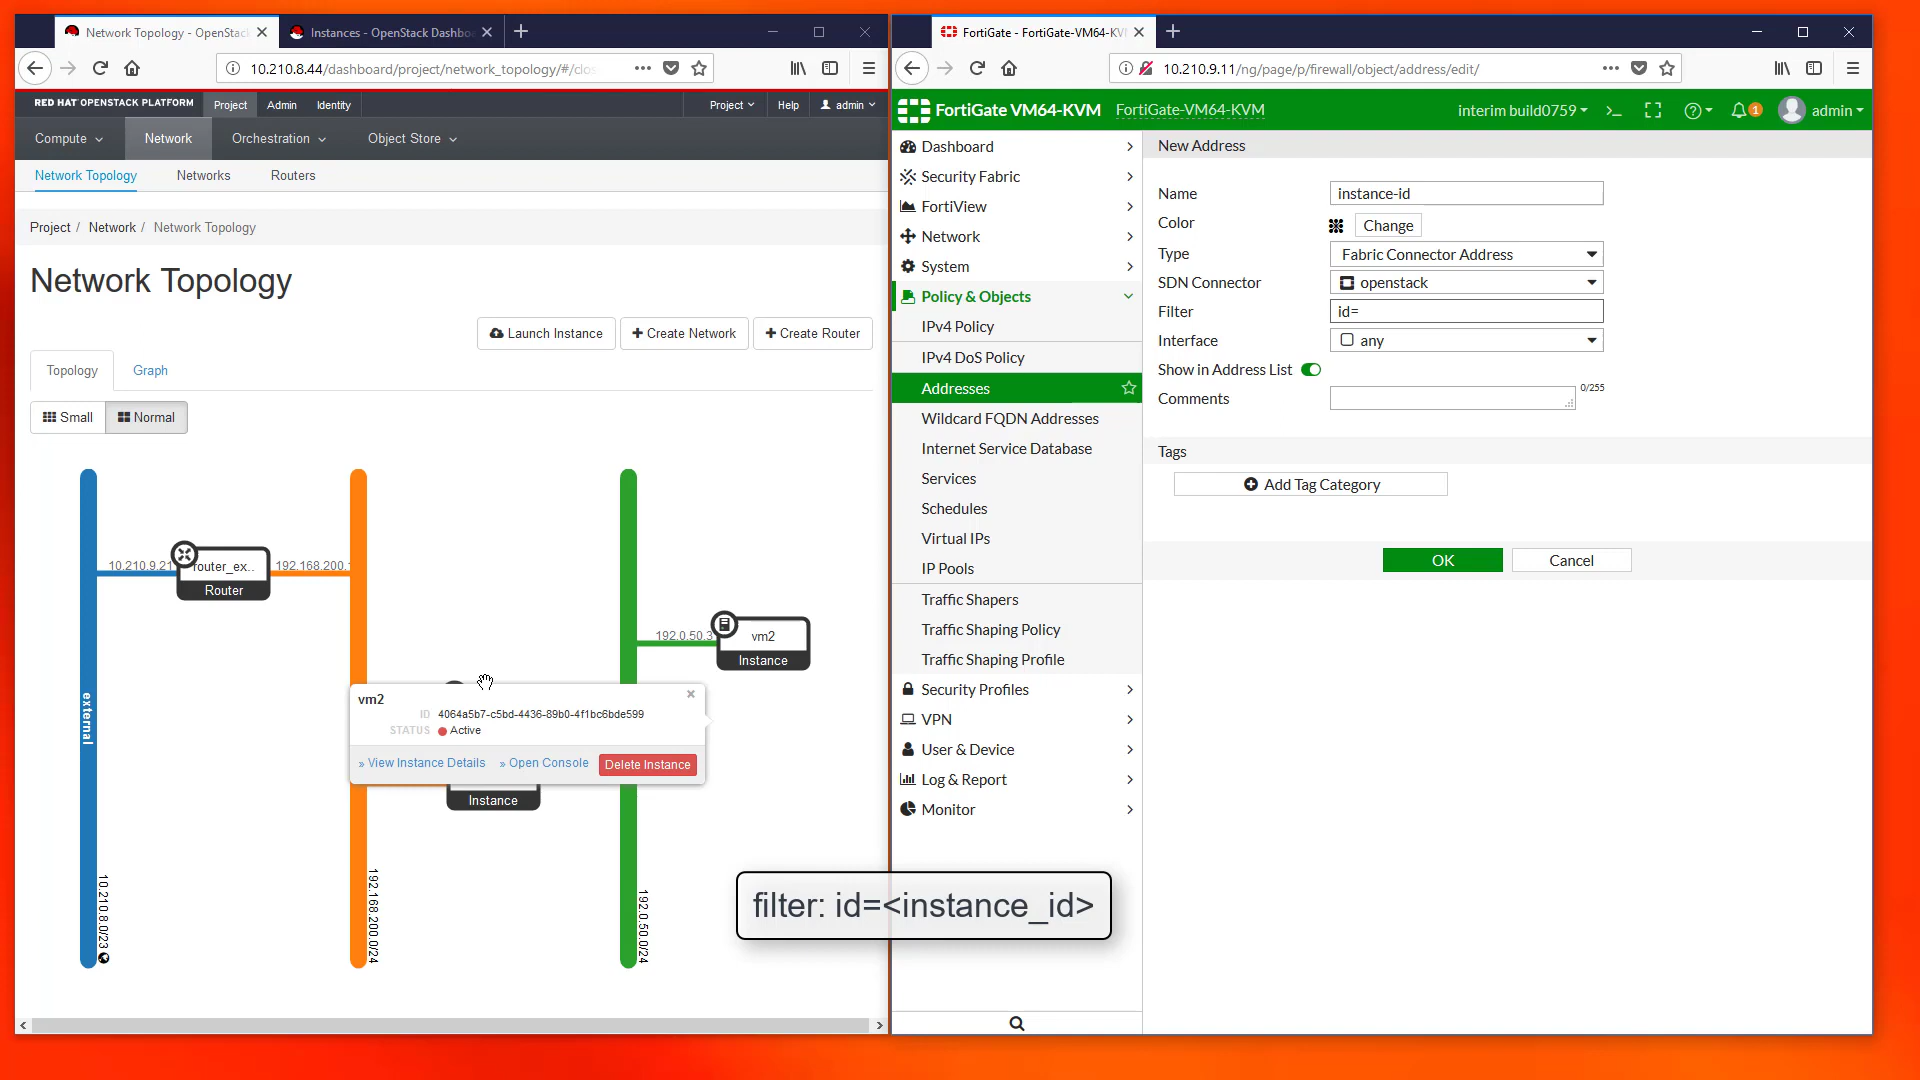 Network Topology - OpenStac
Instances - OpenStack Dashbo
10.210.8.44/dashboard/project/network_topology/#/clos
RED HAT OPENSTACK PLATFORM
Project
Admin
Identity
Project
Help
admin
Compute
Network
Orchestration
Object Store
Network Topology
Networks
Routers
Project / Network / Network Topology
Network Topology
Launch Instance
Create Network
Create Router
Topology
Graph
Small
Normal
10.210.9.21
router_ex..
Router
192.168.200.
192.0.50.3
vm2
Instance
vm2
ID 4064a5b7-c5bd-4436-89b0-4f1bc6bde599
STATUS Active
» View Instance Details
» Open Console
Delete Instance
Instance
external
10.210.8.0/23
192.168.200.0/24
192.0.50.0/24
filter: id=<instance_id>
FortiGate - FortiGate-VM64-KV
10.210.9.11/ng/page/p/firewall/object/address/edit/
FortiGate VM64-KVM
FortiGate-VM64-KVM
interim build0759
1
admin
Dashboard
Security Fabric
FortiView
Network
System
Policy & Objects
IPv4 Policy
IPv4 DoS Policy
Addresses
Wildcard FQDN Addresses
Internet Service Database
Services
Schedules
Virtual IPs
IP Pools
Traffic Shapers
Traffic Shaping Policy
Traffic Shaping Profile
Security Profiles
VPN
User & Device
Log & Report
Monitor
New Address
Name instance-id
Color Change
Type Fabric Connector Address
SDN Connector openstack
Filter id=
Interface any
Show in Address List
Comments 0/255
Tags
Add Tag Category
OK
Cancel